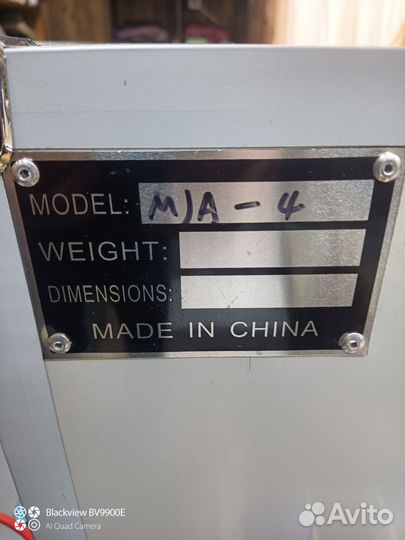 MODEL: MJA-4
WEIGHT:
DIMENSIONS:
MADE IN CHINA
Blackview BV9900E
AI Quad Camera
Avito